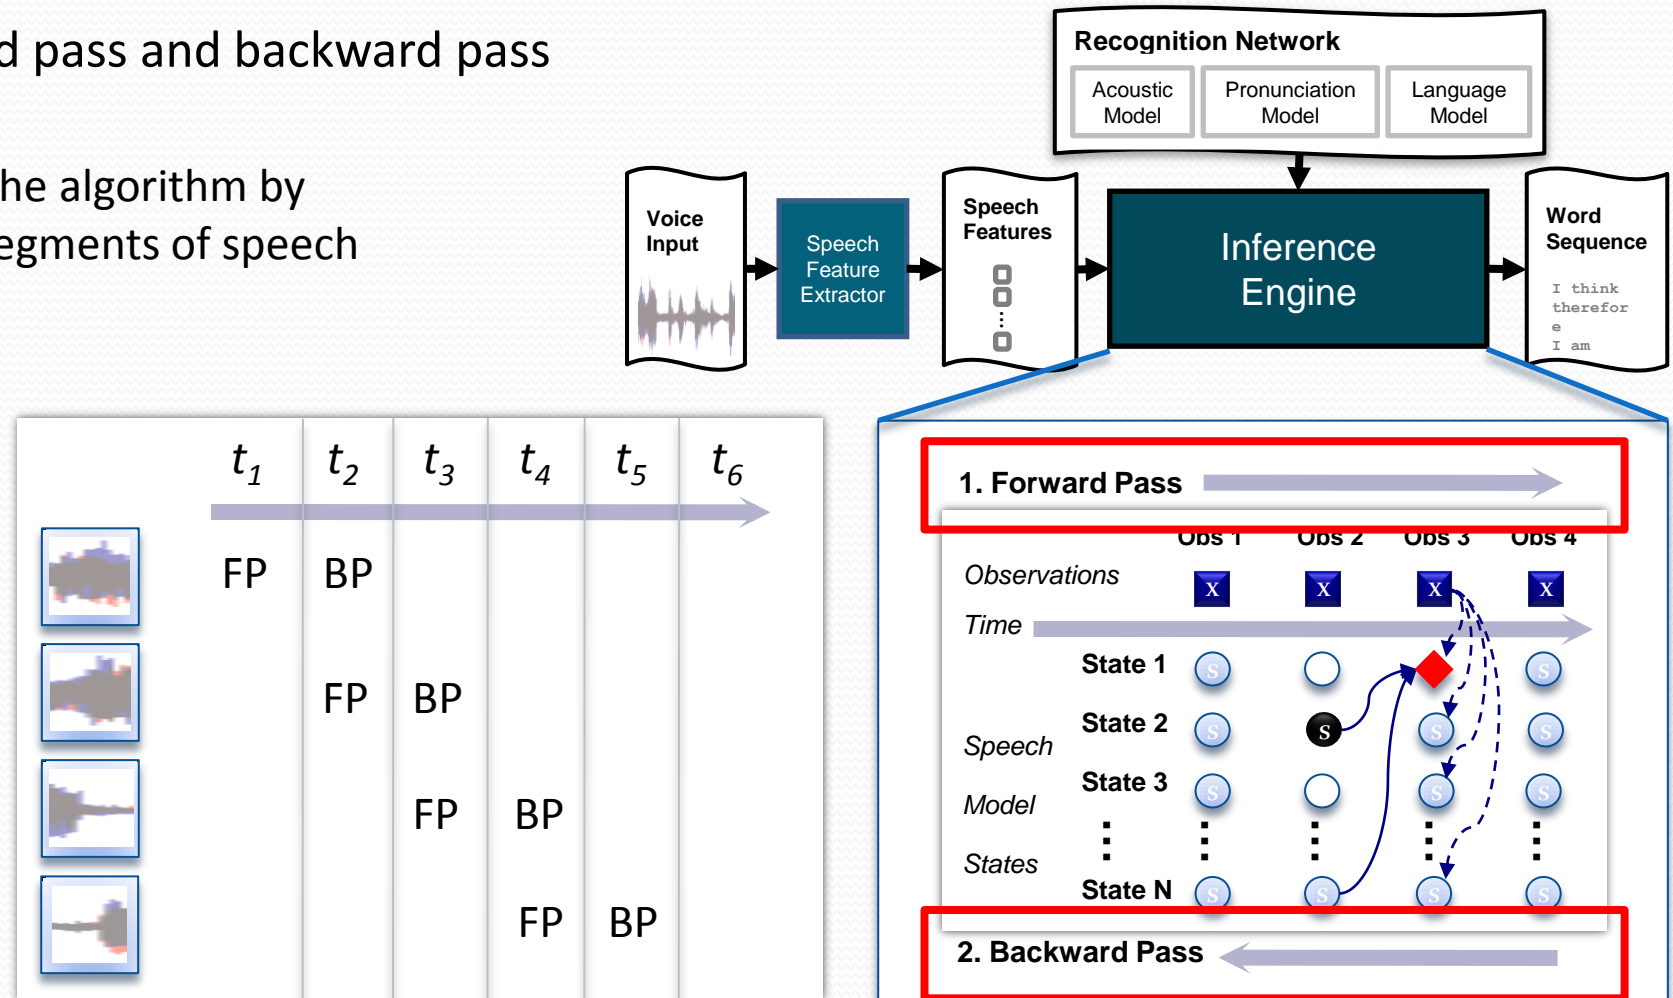 d pass and backward pass
he algorithm by
egments of speech
Recognition Network
Acoustic
Model
Pronunciation
Model
Language
Model
Voice
Input
Speech
Feature
Extractor
Speech
Features
Inference
Engine
Word
Sequence
I think
therefor
e
I am
t1 t2 t3 t4 t5 t6
FP BP
FP BP
FP BP
FP BP
1. Forward Pass
Obs 1 Obs 2 Obs 3 Obs 4
Observations
X X X X
Time
State 1
S S
State 2
S S S S
Speech
State 3
S S S
Model
States
State N
S S S S
2. Backward Pass